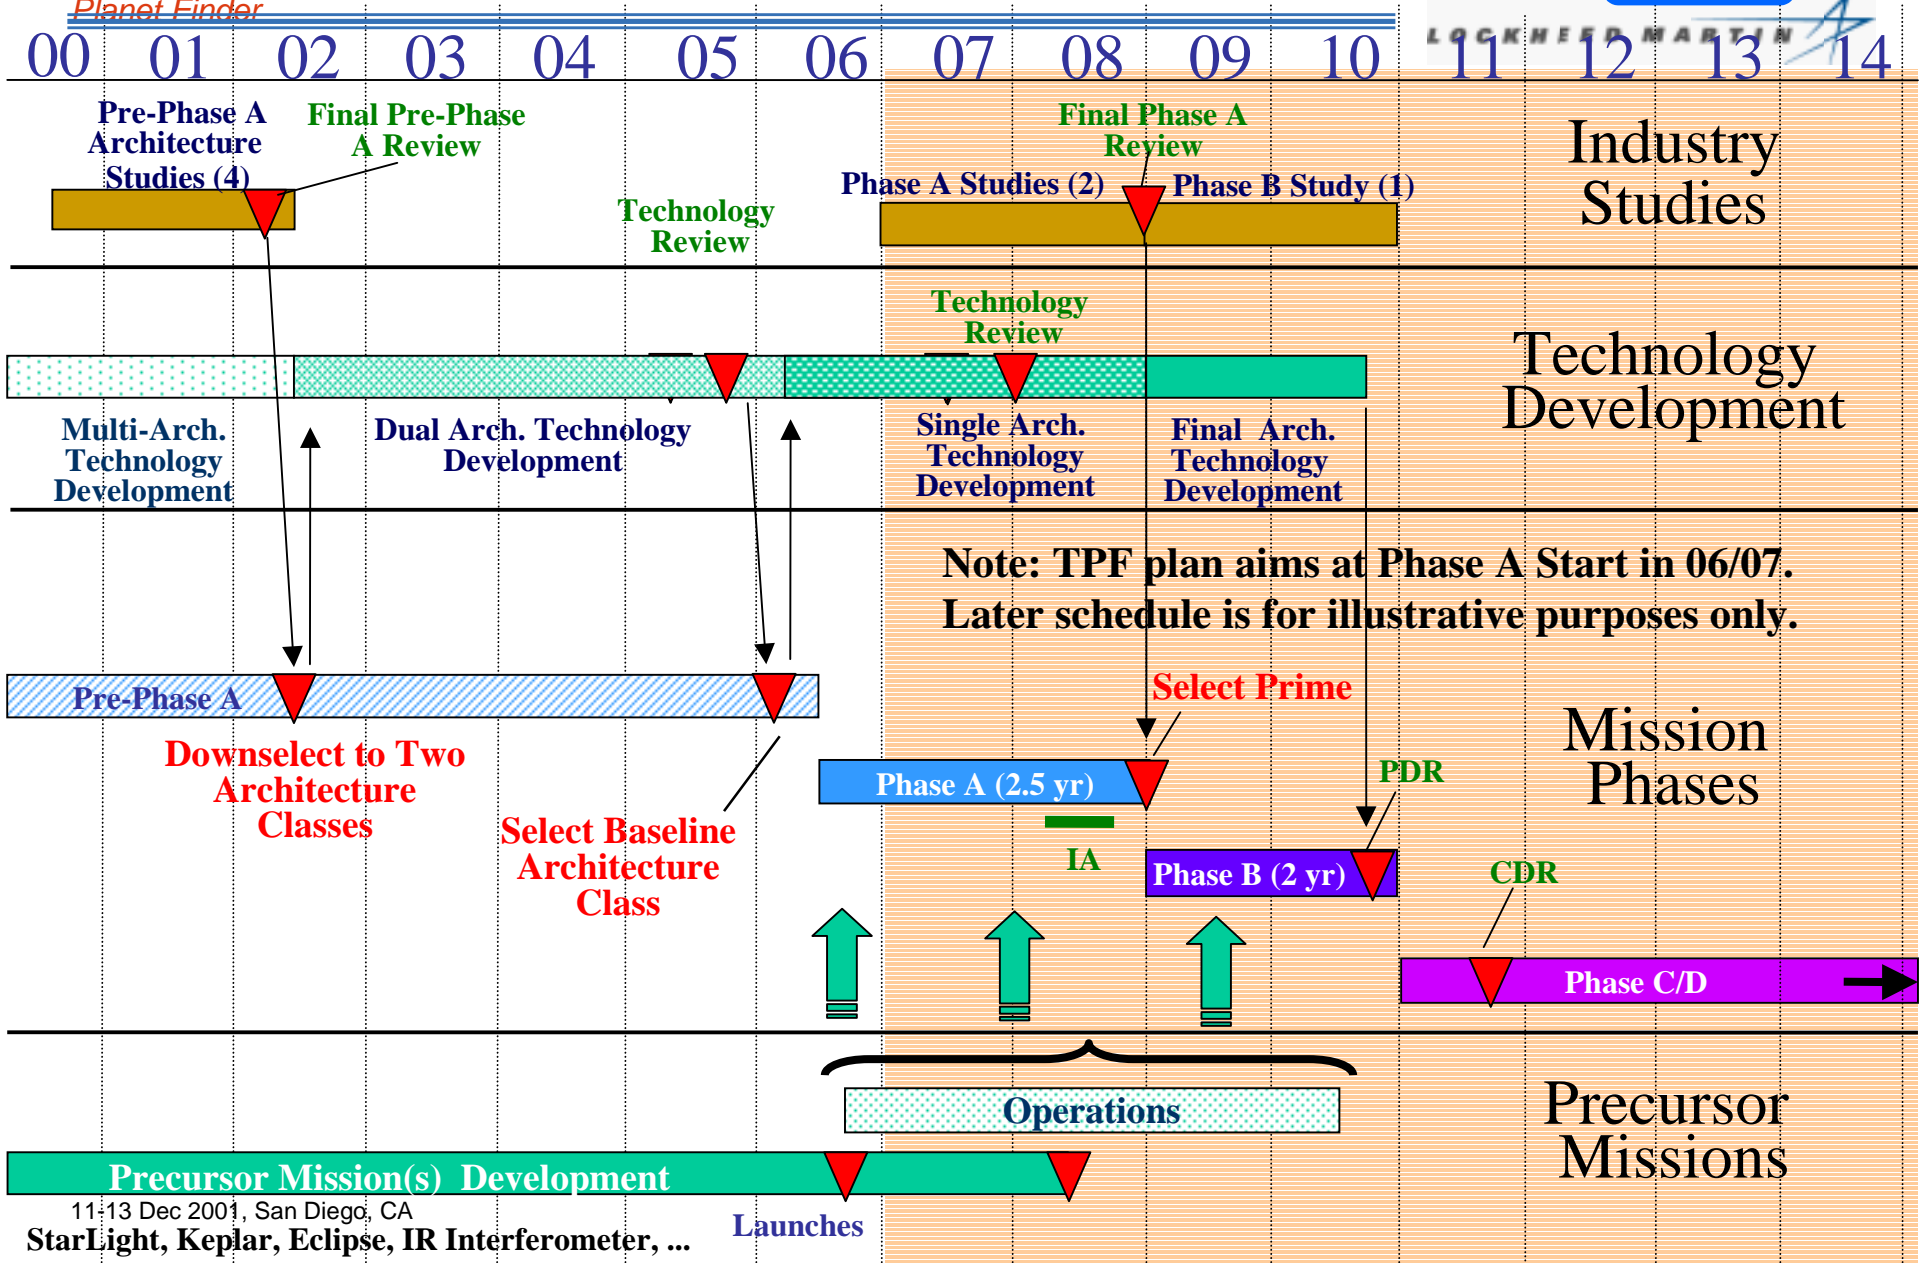 Planet Finder
LOCKHEED MARTIN
00 01 02 03 04 05 06 07 08 09 10 11 12 13 14
Pre-Phase A
Architecture
Studies (4)
Final Pre-Phase
A Review
Technology
Review
Final Phase A
Review
Phase A Studies (2)
Phase B Study (1)
Industry
Studies
Technology
Review
Technology
Development
Multi-Arch.
Technology
Development
Dual Arch. Technology
Development
Single Arch.
Technology
Development
Final Arch.
Technology
Development
Note: TPF plan aims at Phase A Start in 06/07.
Later schedule is for illustrative purposes only.
Pre-Phase A
Select Prime
Downselect to Two
Architecture
Classes
Select Baseline
Architecture
Class
Phase A (2.5 yr)
IA
PDR
Phase B (2 yr)
CDR
Phase C/D
Mission
Phases
Operations
Precursor Mission(s) Development
Launches
Precursor
Missions
11-13 Dec 2001, San Diego, CA
StarLight, Keplar, Eclipse, IR Interferometer, ...